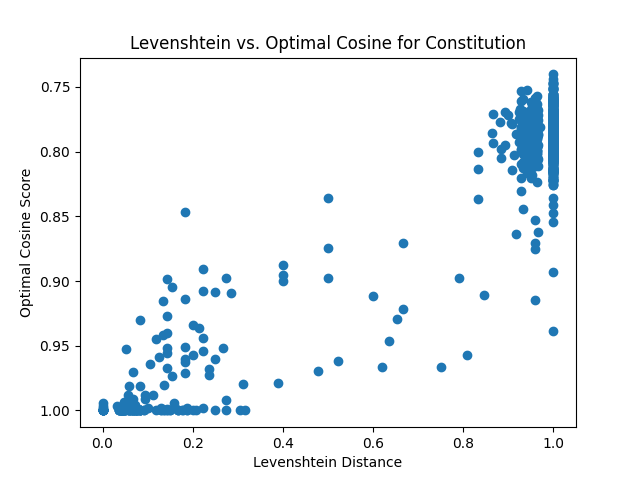 Levenshtein vs. Optimal Cosine for Constitution
Optimal Cosine Score
0.75
0.80
0.85
0.90
0.95
1.00
0.0 0.2 0.4 0.6 0.8 1.0
Levenshtein Distance